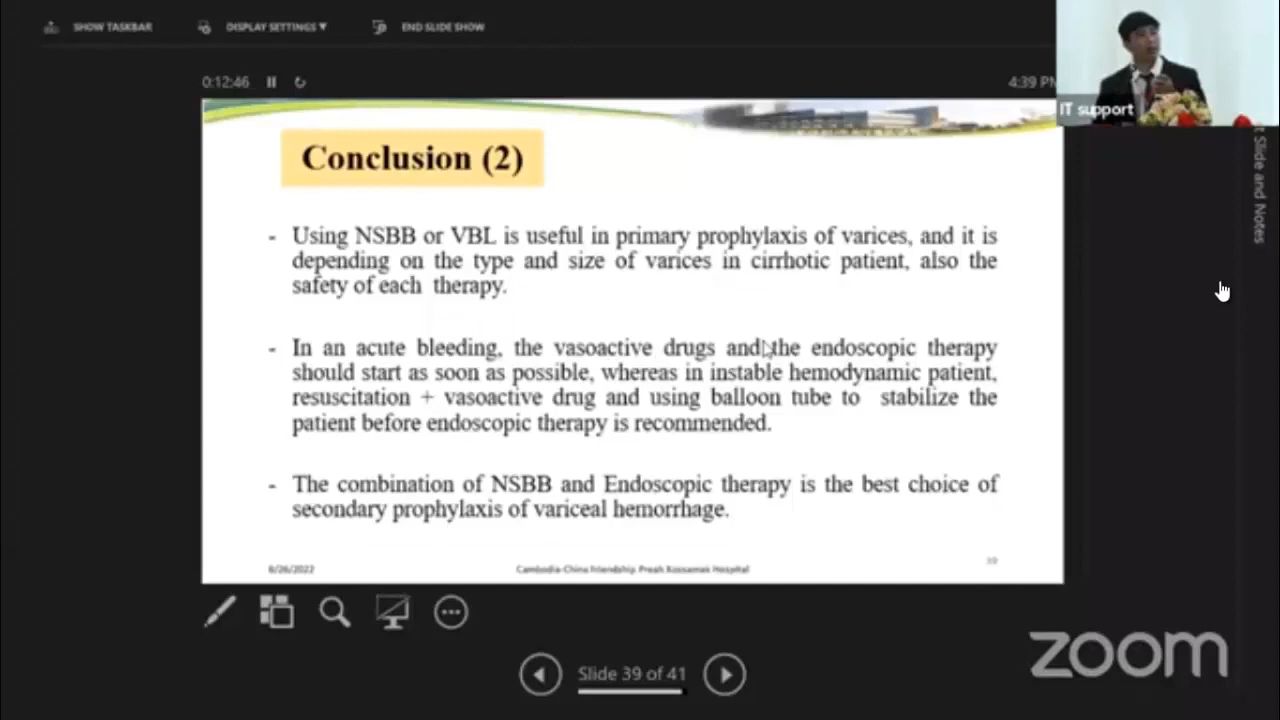 SHOW TASKBAR
DISPLAY SETTINGS ▼
END SLIDE SHOW
0:12:46
4:39 PM
IT support
t Slide and Notes
Conclusion (2)
- Using NSBB or VBL is useful in primary prophylaxis of varices, and it is
depending on the type and size of varices in cirrhotic patient, also the
safety of each therapy.
- In an acute bleeding, the vasoactive drugs and the endoscopic therapy
should start as soon as possible, whereas in instable hemodynamic patient,
resuscitation + vasoactive drug and using balloon tube to stabilize the
patient before endoscopic therapy is recommended.
- The combination of NSBB and Endoscopic therapy is the best choice of
secondary prophylaxis of variceal hemorrhage.
8/26/2022
Cambodia-China Friendship Preah Kossamak Hospital
39
Slide 39 of 41
zoom